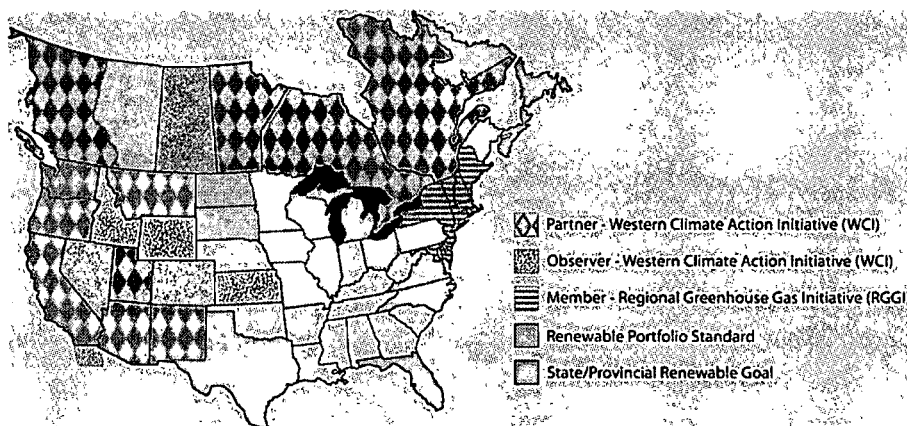 Partner - Western Climate Action Initiative (WCI)
Observer - Western Climate Action Initiative (WCI)
Member - Regional Greenhouse Gas Initiative (RGGI)
Renewable Portfolio Standard
State/Provincial Renewable Goal